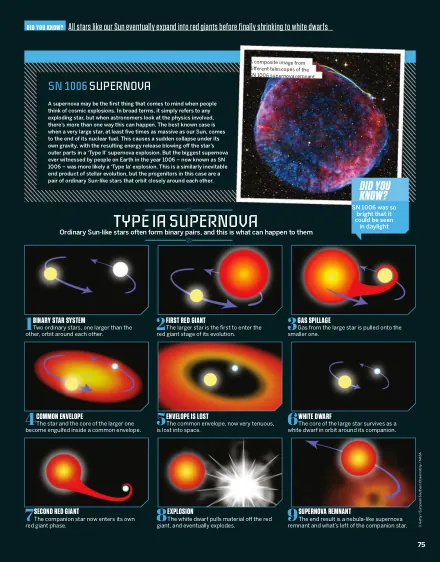 DID YOU KNOW? All stars like our Sun eventually expand into red giants before finally shrinking to white dwarfs
composite image from
different telescopes of the
SN 1006 supernova remnant
SN 1006 SUPERNOVA
A supernova may be the first thing that comes to mind when people
think of cosmic explosions. In broad terms, it simply refers to any
exploding star, but when astronomers look at the physics involved,
there's more than one way this can happen. The best known case is
when a very large star, at least five times as massive as our Sun, comes
to the end of its nuclear fuel. This causes a sudden collapse under its
own gravity, with the resulting energy release blowing off the star's
outer parts in a 'Type II' supernova explosion. But the biggest supernova
ever witnessed by people on Earth in the year 1006 – now known as SN
1006 – was more likely a 'Type Ia' explosion. This is a similarly inevitable
end product of stellar evolution, but the progenitors in this case are a
pair of ordinary Sun-like stars that orbit closely around each other.
DID YOU
KNOW?
SN 1006 was so
bright that it
could be seen
in daylight
TYPE IA SUPERNOVA
Ordinary Sun-like stars often form binary pairs, and this is what can happen to them
1 BINARY STAR SYSTEM
Two ordinary stars, one larger than the
other, orbit around each other.
2 FIRST RED GIANT
The larger star is the first to enter the
red giant stage of its evolution.
3 GAS SPILLAGE
Gas from the large star is pulled onto the
smaller one.
4 COMMON ENVELOPE
The star and the core of the larger one
become engulfed inside a common envelope.
5 ENVELOPE IS LOST
The common envelope, now very tenuous,
is lost into space.
6 WHITE DWARF
The core of the large star survives as a
white dwarf in orbit around its companion.
7 SECOND RED GIANT
The companion star now enters its own
red giant phase.
8 EXPLOSION
The white dwarf pulls material off the red
giant, and eventually explodes.
9 SUPERNOVA REMNANT
The end result is a nebula-like supernova
remnant and what's left of the companion star.
75